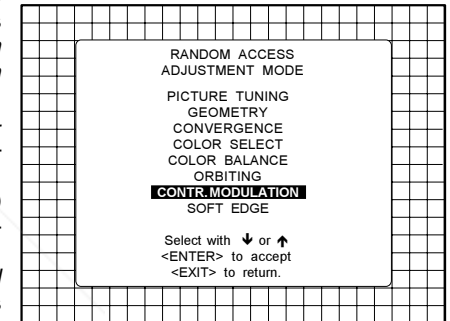 RANDOM ACCESS
ADJUSTMENT MODE
PICTURE TUNING
GEOMETRY
CONVERGENCE
COLOR SELECT
COLOR BALANCE
ORBITING
CONTR.MODULATION
SOFT EDGE
Select with ↓ or ↑
<ENTER> to accept
<EXIT> to return.